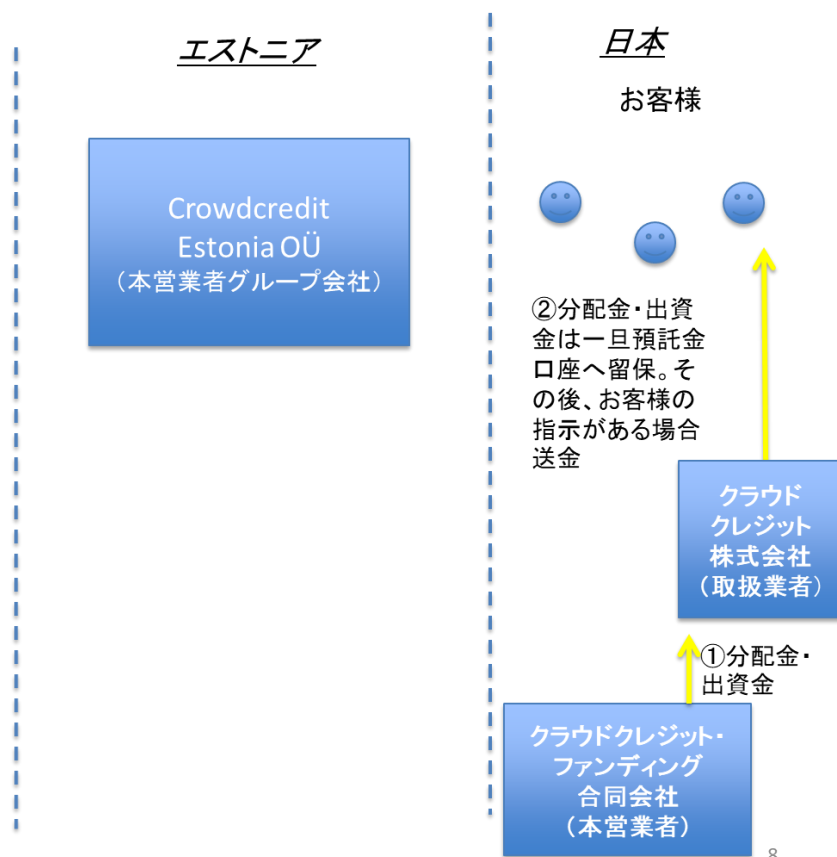 エストニア
日本
お客様
Crowdcredit
Estonia OÜ
（本営業者グループ会社）
②分配金・出資
金は一旦預託金
口座へ留保。そ
の後、お客様の
指示がある場合
送金
クラウド
クレジット
株式会社
（取扱業者）
①分配金・
出資金
クラウドクレジット・
ファンディング
合同会社
（本営業者）
8